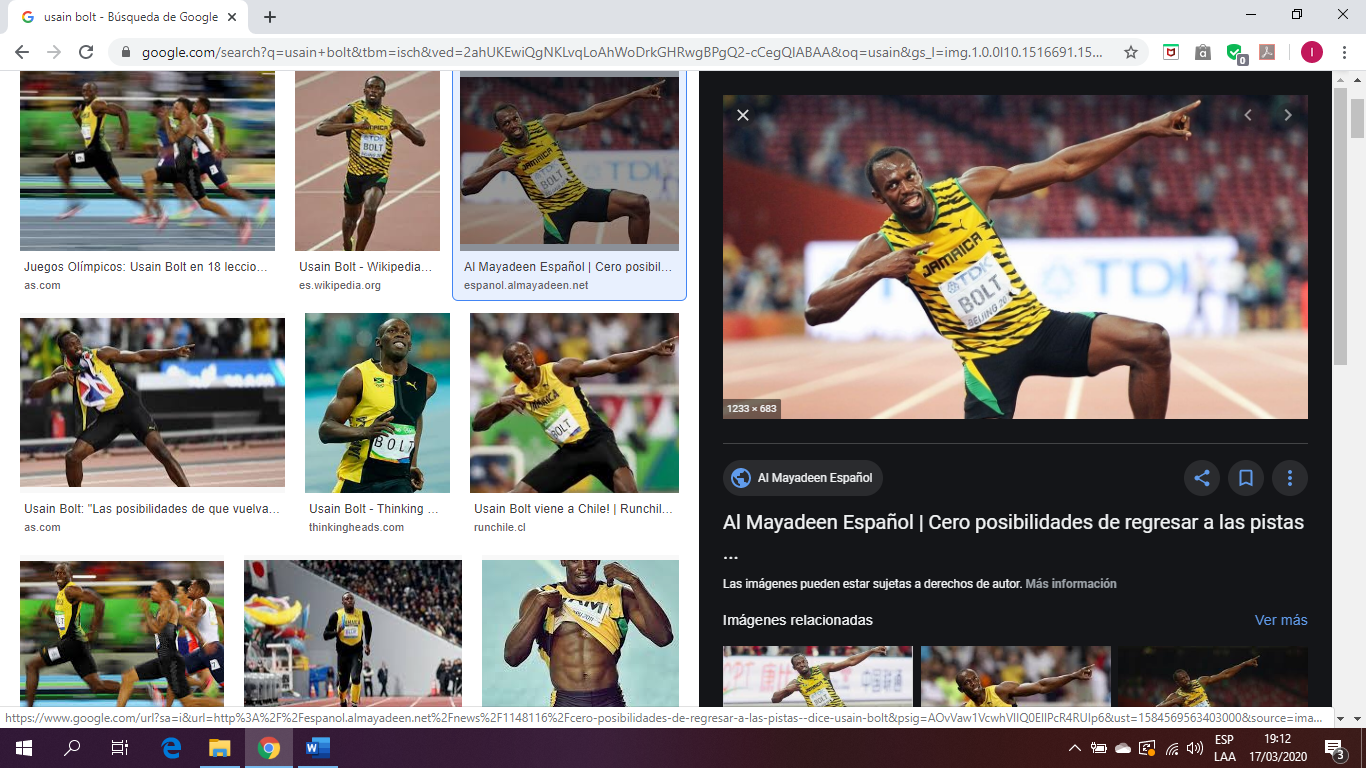 usain bolt - Búsqueda de Google
google.com/search?q=usain+bolt&tbm=isch&ved=2ahUKEwiQgNKLvqLoAhWoDrkGHRwgBPgQ2-cCegQIABAA&oq=usain&gs_l=img.1.0.0l10.1516691.15...
0
I
JAMAICA
TDK
BOLT
BEIJING 20
1233 × 683
Juegos Olímpicos: Usain Bolt en 18 leccio...
as.com
Usain Bolt - Wikipedia...
es.wikipedia.org
Al Mayadeen Español | Cero posibil...
espanol.almayadeen.net
BOLT
Usain Bolt: "Las posibilidades de que vuelva...
as.com
Usain Bolt - Thinking ...
thinkingheads.com
Usain Bolt viene a Chile! | Runchil...
runchile.cl
Al Mayadeen Español
Al Mayadeen Español | Cero posibilidades de regresar a las pistas
...
Las imágenes pueden estar sujetas a derechos de autor. Más información
Imágenes relacionadas
Ver más
https://www.google.com/url?sa=i&url=http%3A%2F%2Fespanol.almayadeen.net%2Fnews%2F1148116%2Fcero-posibilidades-de-regresar-a-las-pistas--dice-usain-bolt&psig=AOvVaw1VcwhVIIQ0EIIPcR4RUIp6&ust=1584569563403000&source=ima...
ESP
LAA
19:12
17/03/2020
3